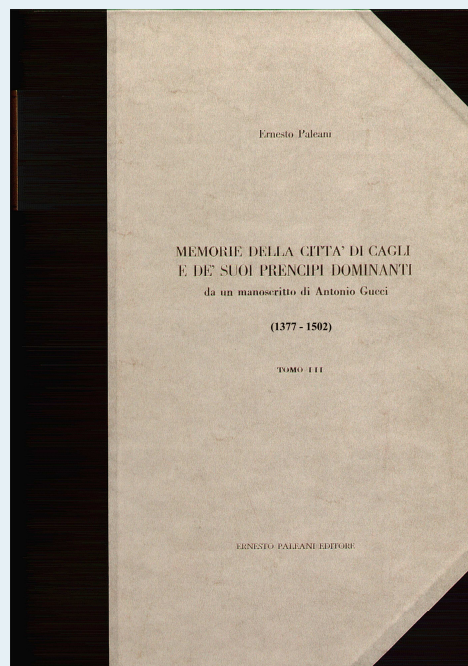 Ernesto Paleani
MEMORIE DELLA CITTA' DI CAGLI
E DE' SUOI PRENCIPI DOMINANTI
da un manoscritto di Antonio Gucci
(1377 - 1502)
TOMO III
ERNESTO PALEANI EDITORE